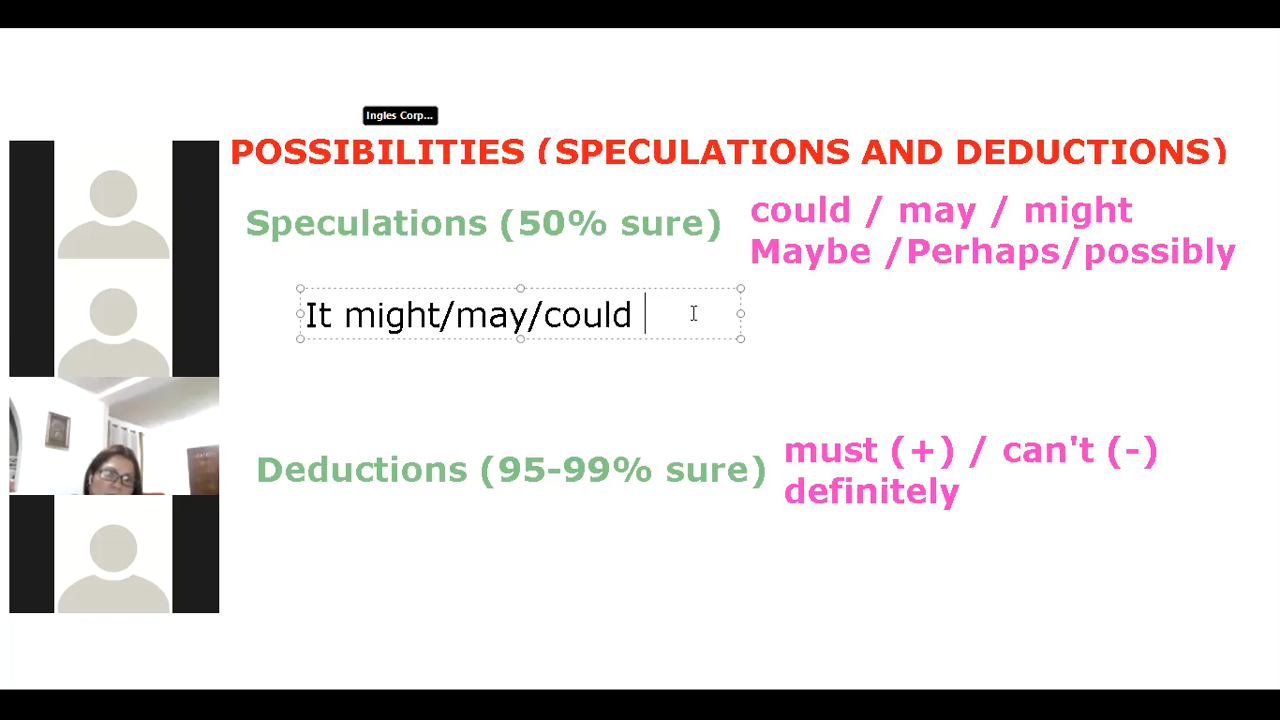 Ingles Corp...
POSSIBILITIES (SPECULATIONS AND DEDUCTIONS)
Speculations (50% sure)
could / may / might
Maybe /Perhaps/possibly
It might/may/could
Deductions (95-99% sure)
must (+) / can't (-)
definitely